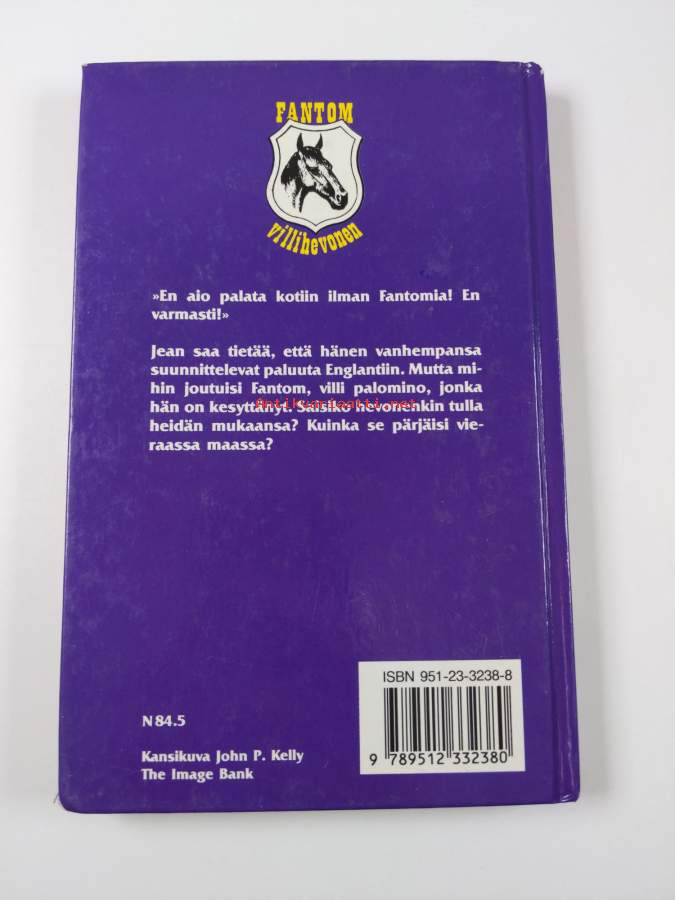 FANTOM
villihevonen
»En aio palata kotiin ilman Fantomia! En
varmasti!»
Jean saa tietää, että hänen vanhempansa
suunnittelevat paluuta Englantiin. Mutta mi-
hin joutuisi Fantom, villi palomino, jonka
hän on kesyttänyt. Saisiko hevonenkin tulla
heidän mukaansa? Kuinka se pärjäisi vie-
raassa maassa?
Antikvariaatti.net
ISBN 951-23-3238-8
9 789512 332380
N 84.5
Kansikuva John P. Kelly
The Image Bank